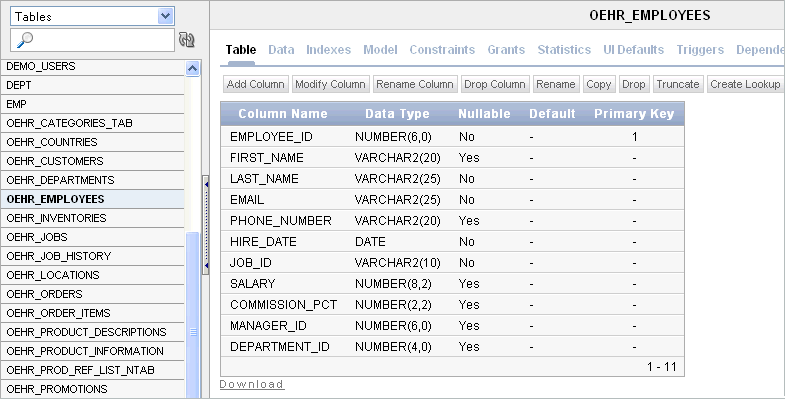 Tables
DEMO_USERS
DEPT
EMP
OEHR_CATEGORIES_TAB
OEHR_COUNTRIES
OEHR_CUSTOMERS
OEHR_DEPARTMENTS
OEHR_EMPLOYEES
OEHR_INVENTORIES
OEHR_JOBS
OEHR_JOB_HISTORY
OEHR_LOCATIONS
OEHR_ORDERS
OEHR_ORDER_ITEMS
OEHR_PRODUCT_DESCRIPTIONS
OEHR_PRODUCT_INFORMATION
OEHR_PROD_REF_LIST_NTAB
OEHR_PROMOTIONS
OEHR_EMPLOYEES
Table Data Indexes Model Constraints Grants Statistics UI Defaults Triggers Depende
Add Column Modify Column Rename Column Drop Column Rename Copy Drop Truncate Create Lookup
Column Name Data Type Nullable Default Primary Key
EMPLOYEE_ID NUMBER(6,0) No - 1
FIRST_NAME VARCHAR2(20) Yes - -
LAST_NAME VARCHAR2(25) No - -
EMAIL VARCHAR2(25) No - -
PHONE_NUMBER VARCHAR2(20) Yes - -
HIRE_DATE DATE No - -
JOB_ID VARCHAR2(10) No - -
SALARY NUMBER(8,2) Yes - -
COMMISSION_PCT NUMBER(2,2) Yes - -
MANAGER_ID NUMBER(6,0) Yes - -
DEPARTMENT_ID NUMBER(4,0) Yes - -
1 - 11
Download